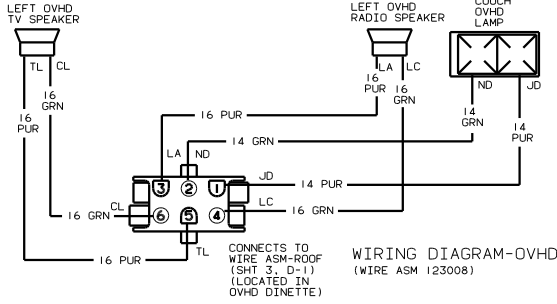 LEFT OVHD
TV SPEAKER
LEFT OVHD
RADIO SPEAKER
COUCH
OVHD
LAMP
TL
CL
LA
LC
ND
JD
16
GRN
16
PUR
16
PUR
16
GRN
14
GRN
14
PUR
16 PUR
14 GRN
LA
ND
JD
3
2
1
14 PUR
CL
LC
16 GRN
6
5
4
16 GRN
TL
16 PUR
CONNECTS TO
WIRE ASM-ROOF
(SHT 3, D-1)
(LOCATED IN
OVHD DINETTE)
WIRING DIAGRAM-OVHD
(WIRE ASM 123008)